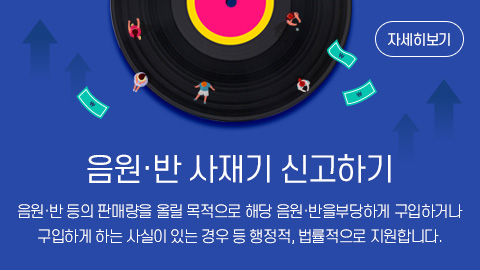 자세히보기
음원·반 사재기 신고하기
음원·반 등의 판매량을 올릴 목적으로 해당 음원·반을부당하게 구입하거나
구입하게 하는 사실이 있는 경우 등 행정적, 법률적으로 지원합니다.